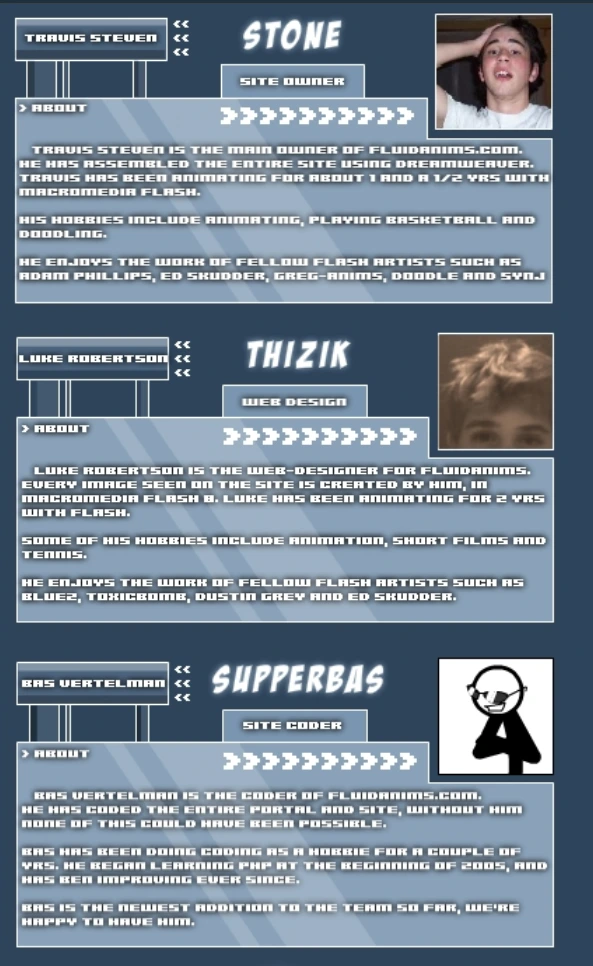 TRAVIS STEVEN
STONE
SITE OWNER
> ABOUT
TRAVIS STEVEN IS THE MAIN OWNER OF FLUIDANIMS.COM.
HE HAS ASSEMBLED THE ENTIRE SITE USING DREAMWEAVER.
TRAVIS HAS BEEN ANIMATING FOR ABOUT 1 AND A 1/2 YRS WITH
MACROMEDIA FLASH.
HIS HOBBIES INCLUDE ANIMATING, PLAYING BASKETBALL AND
DOODLING.
HE ENJOYS THE WORK OF FELLOW FLASH ARTISTS SUCH AS
ADAM PHILLIPS, ED SKUDDER, GREG-ANIMS, DOODLE AND SYNJ
LUKE ROBERTSON
THIZIK
WEB DESIGN
> ABOUT
LUKE ROBERTSON IS THE WEB-DESIGNER FOR FLUIDANIMS.
EVERY IMAGE SEEN ON THE SITE IS CREATED BY HIM, IN
MACROMEDIA FLASH 8. LUKE HAS BEEN ANIMATING FOR 2 YRS
WITH FLASH.
SOME OF HIS HOBBIES INCLUDE ANIMATION, SHORT FILMS AND
TENNIS.
HE ENJOYS THE WORK OF FELLOW FLASH ARTISTS SUCH AS
BLUEZ, TOXICBOMB, DUSTIN GREY AND ED SKUDDER.
BAS VERTELMAN
SUPPERBAS
SITE CODER
> ABOUT
BAS VERTELMAN IS THE CODER OF FLUIDANIMS.COM.
HE HAS CODED THE ENTIRE PORTAL AND SITE, WITHOUT HIM
NONE OF THIS COULD HAVE BEEN POSSIBLE.
BAS HAS BEEN DOING CODING AS A HOBBIE FOR A COUPLE OF
YRS. HE BEGAN LEARNING PHP AT THE BEGINNING OF 2005, AND
HAS BEN IMPROVING EVER SINCE.
BAS IS THE NEWEST ADDITION TO THE TEAM SO FAR, WE'RE
HAPPY TO HAVE HIM.